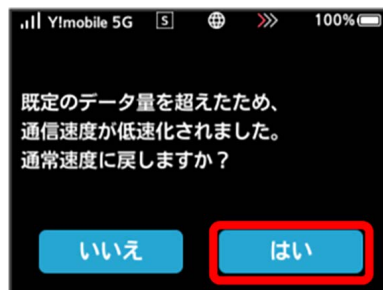 Y!mobile 5G S 100%
既定のデータ量を超えたため、
通信速度が低速化されました。
通常速度に戻しますか？
いいえ はい